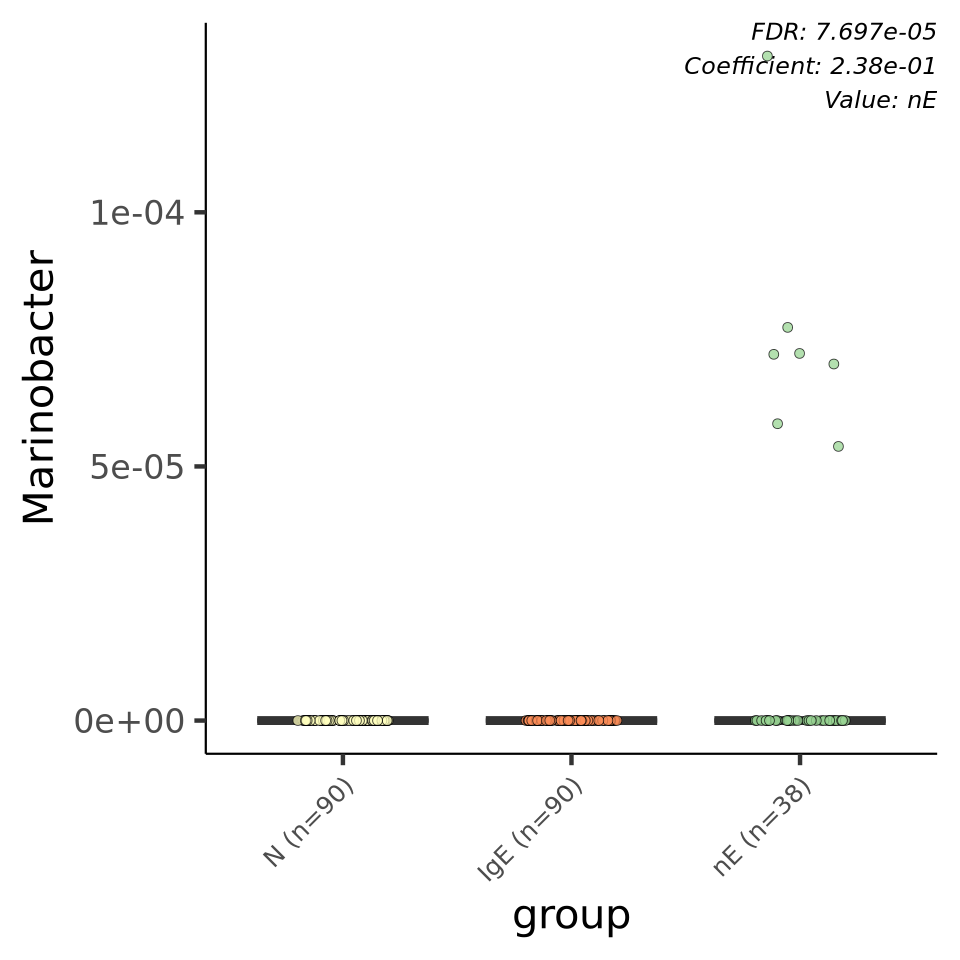 FDR: 7.697e-05
Coefficient: 2.38e-01
Value: nE
Marinobacter
1e-04
5e-05
0e+00
N (n=90)
IgE (n=90)
nE (n=38)
group